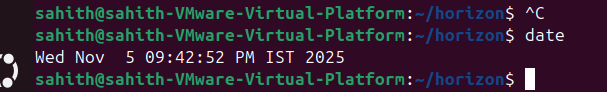 sahith@sahith-VMware-Virtual-Platform:~/horizon$ ^C
sahith@sahith-VMware-Virtual-Platform:~/horizon$ date
Wed Nov  5 09:42:52 PM IST 2025
sahith@sahith-VMware-Virtual-Platform:~/horizon$